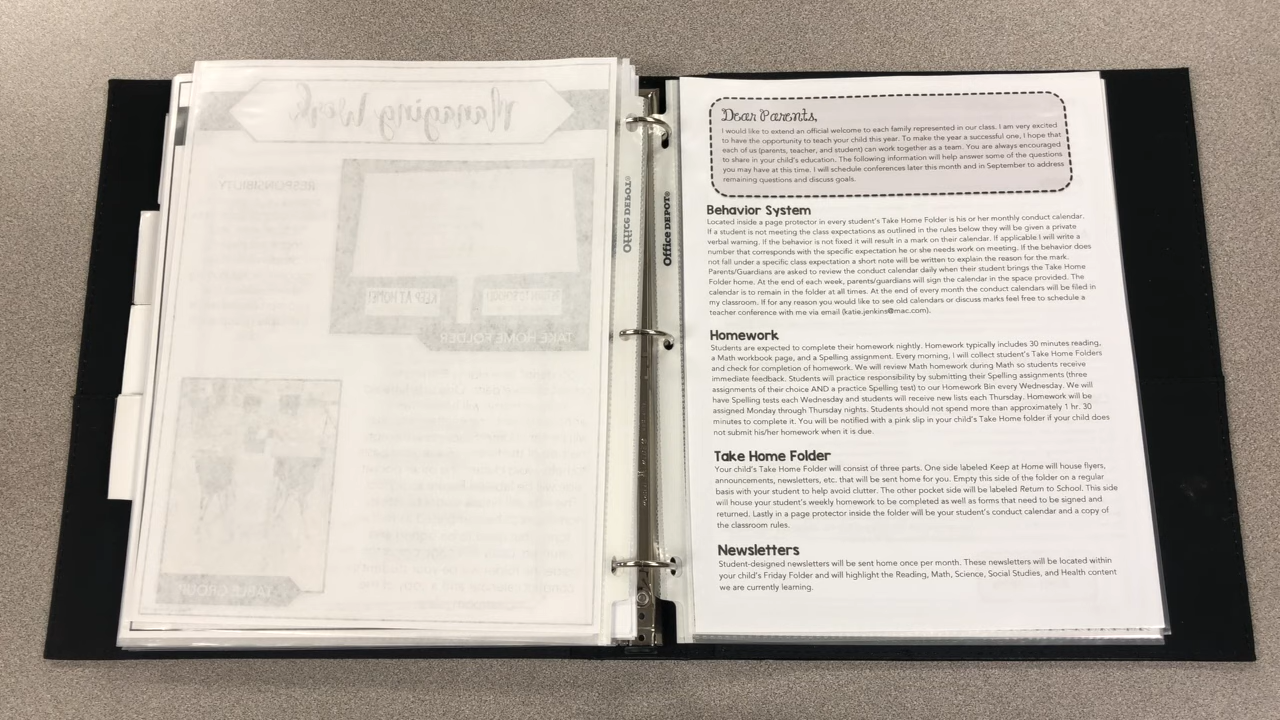 Managing Work
RESPONSIBILITY
KEEP AT HOME!
TAKE HOME FOLDER
TABLE GROUP
Office DEPOT®
Office DEPOT®
Dear Parents,
I would like to extend an official welcome to each family represented in our class. I am very excited
to have the opportunity to teach your child this year. To make the year a successful one, I hope that
each of us (parents, teacher, and student) can work together as a team. You are always encouraged
to share in your child's education. The following information will help answer some of the questions
you may have at this time. I will schedule conferences later this month and in September to address
remaining questions and discuss goals.
Behavior System
Located inside a page protector in every student's Take Home Folder is his or her monthly conduct calendar.
If a student is not meeting the class expectations as outlined in the rules below they will be given a private
verbal warning. If the behavior is not fixed it will result in a mark on their calendar. If applicable I will write a
number that corresponds with the specific expectation he or she needs work on meeting. If the behavior does
not fall under a specific class expectation a short note will be written to explain the reason for the mark.
Parents/Guardians are asked to review the conduct calendar daily when their student brings the Take Home
Folder home. At the end of each week, parents/guardians will sign the calendar in the space provided. The
calendar is to remain in the folder at all times. At the end of every month the conduct calendars will be filed in
my classroom. If for any reason you would like to see old calendars or discuss marks feel free to schedule a
teacher conference with me via email (katie.jenkins@mac.com).
Homework
Students are expected to complete their homework nightly. Homework typically includes 30 minutes reading,
a Math workbook page, and a Spelling assignment. Every morning, I will collect student's Take Home Folders
and check for completion of homework. We will review Math homework during Math so students receive
immediate feedback. Students will practice responsibility by submitting their Spelling assignments (three
assignments of their choice AND a practice Spelling test) to our Homework Bin every Wednesday. We will
have Spelling tests each Wednesday and students will receive new lists each Thursday. Homework will be
assigned Monday through Thursday nights. Students should not spend more than approximately 1 hr. 30
minutes to complete it. You will be notified with a pink slip in your child's Take Home folder if your child does
not submit his/her homework when it is due.
Take Home Folder
Your child's Take Home Folder will consist of three parts. One side labeled Keep at Home will house flyers,
announcements, newsletters, etc. that will be sent home for you. Empty this side of the folder on a regular
basis with your student to help avoid clutter. The other pocket side will be labeled Return to School. This side
will house your student's weekly homework to be completed as well as forms that need to be signed and
returned. Lastly in a page protector inside the folder will be your student's conduct calendar and a copy of
the classroom rules.
Newsletters
Student-designed newsletters will be sent home once per month. These newsletters will be located within
your child's Friday Folder and will highlight the Reading, Math, Science, Social Studies, and Health content
we are currently learning.